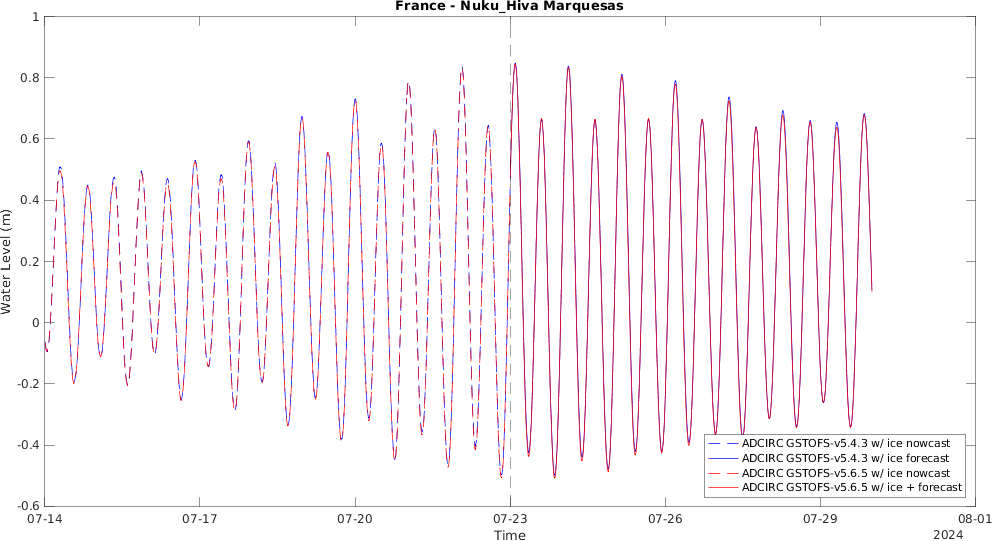 France - Nuku_Hiva Marquesas
1
0.8
0.6
0.4
0.2
0
-0.2
-0.4
-0.6
Water Level (m)
ADCIRC GSTOFS-v5.4.3 w/ ice nowcast
ADCIRC GSTOFS-v5.4.3 w/ ice forecast
ADCIRC GSTOFS-v5.6.5 w/ ice nowcast
ADCIRC GSTOFS-v5.6.5 w/ ice + forecast
07-14 07-17 07-20 07-23 07-26 07-29 08-01
Time
2024